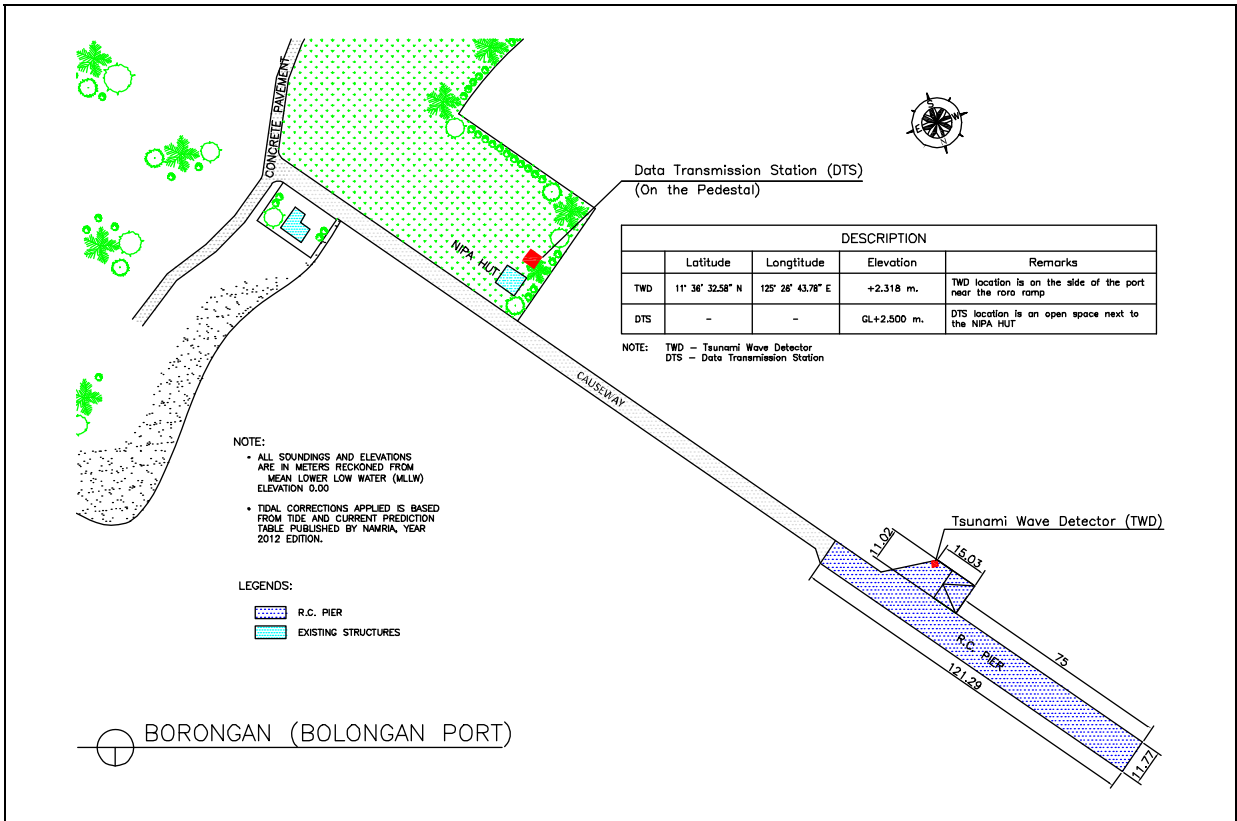 CONCRETE PAVEMENT
S
W
E
N
Data Transmission Station (DTS)
(On the Pedestal)
NIPA HUT
DESCRIPTION
Latitude Longtitude Elevation Remarks
TWD 11° 36' 32.58" N 125° 26' 43.78" E +2.318 m. TWD location is on the side of the port
near the roro ramp
DTS - - GL+2.500 m. DTS location is an open space next to
the NIPA HUT
NOTE: TWD – Tsunami Wave Detector
DTS – Data Transmission Station
CAUSEWAY
NOTE:
• ALL SOUNDINGS AND ELEVATIONS
ARE IN METERS RECKONED FROM
MEAN LOWER LOW WATER (MLLW)
ELEVATION 0.00
• TIDAL CORRECTIONS APPLIED IS BASED
FROM TIDE AND CURRENT PREDICTION
TABLE PUBLISHED BY NAMRIA, YEAR
2012 EDITION.
Tsunami Wave Detector (TWD)
11.02
15.03
LEGENDS:
R.C. PIER
EXISTING STRUCTURES
R.C. PIER
75
121.29
11.77
BORONGAN (BOLONGAN PORT)